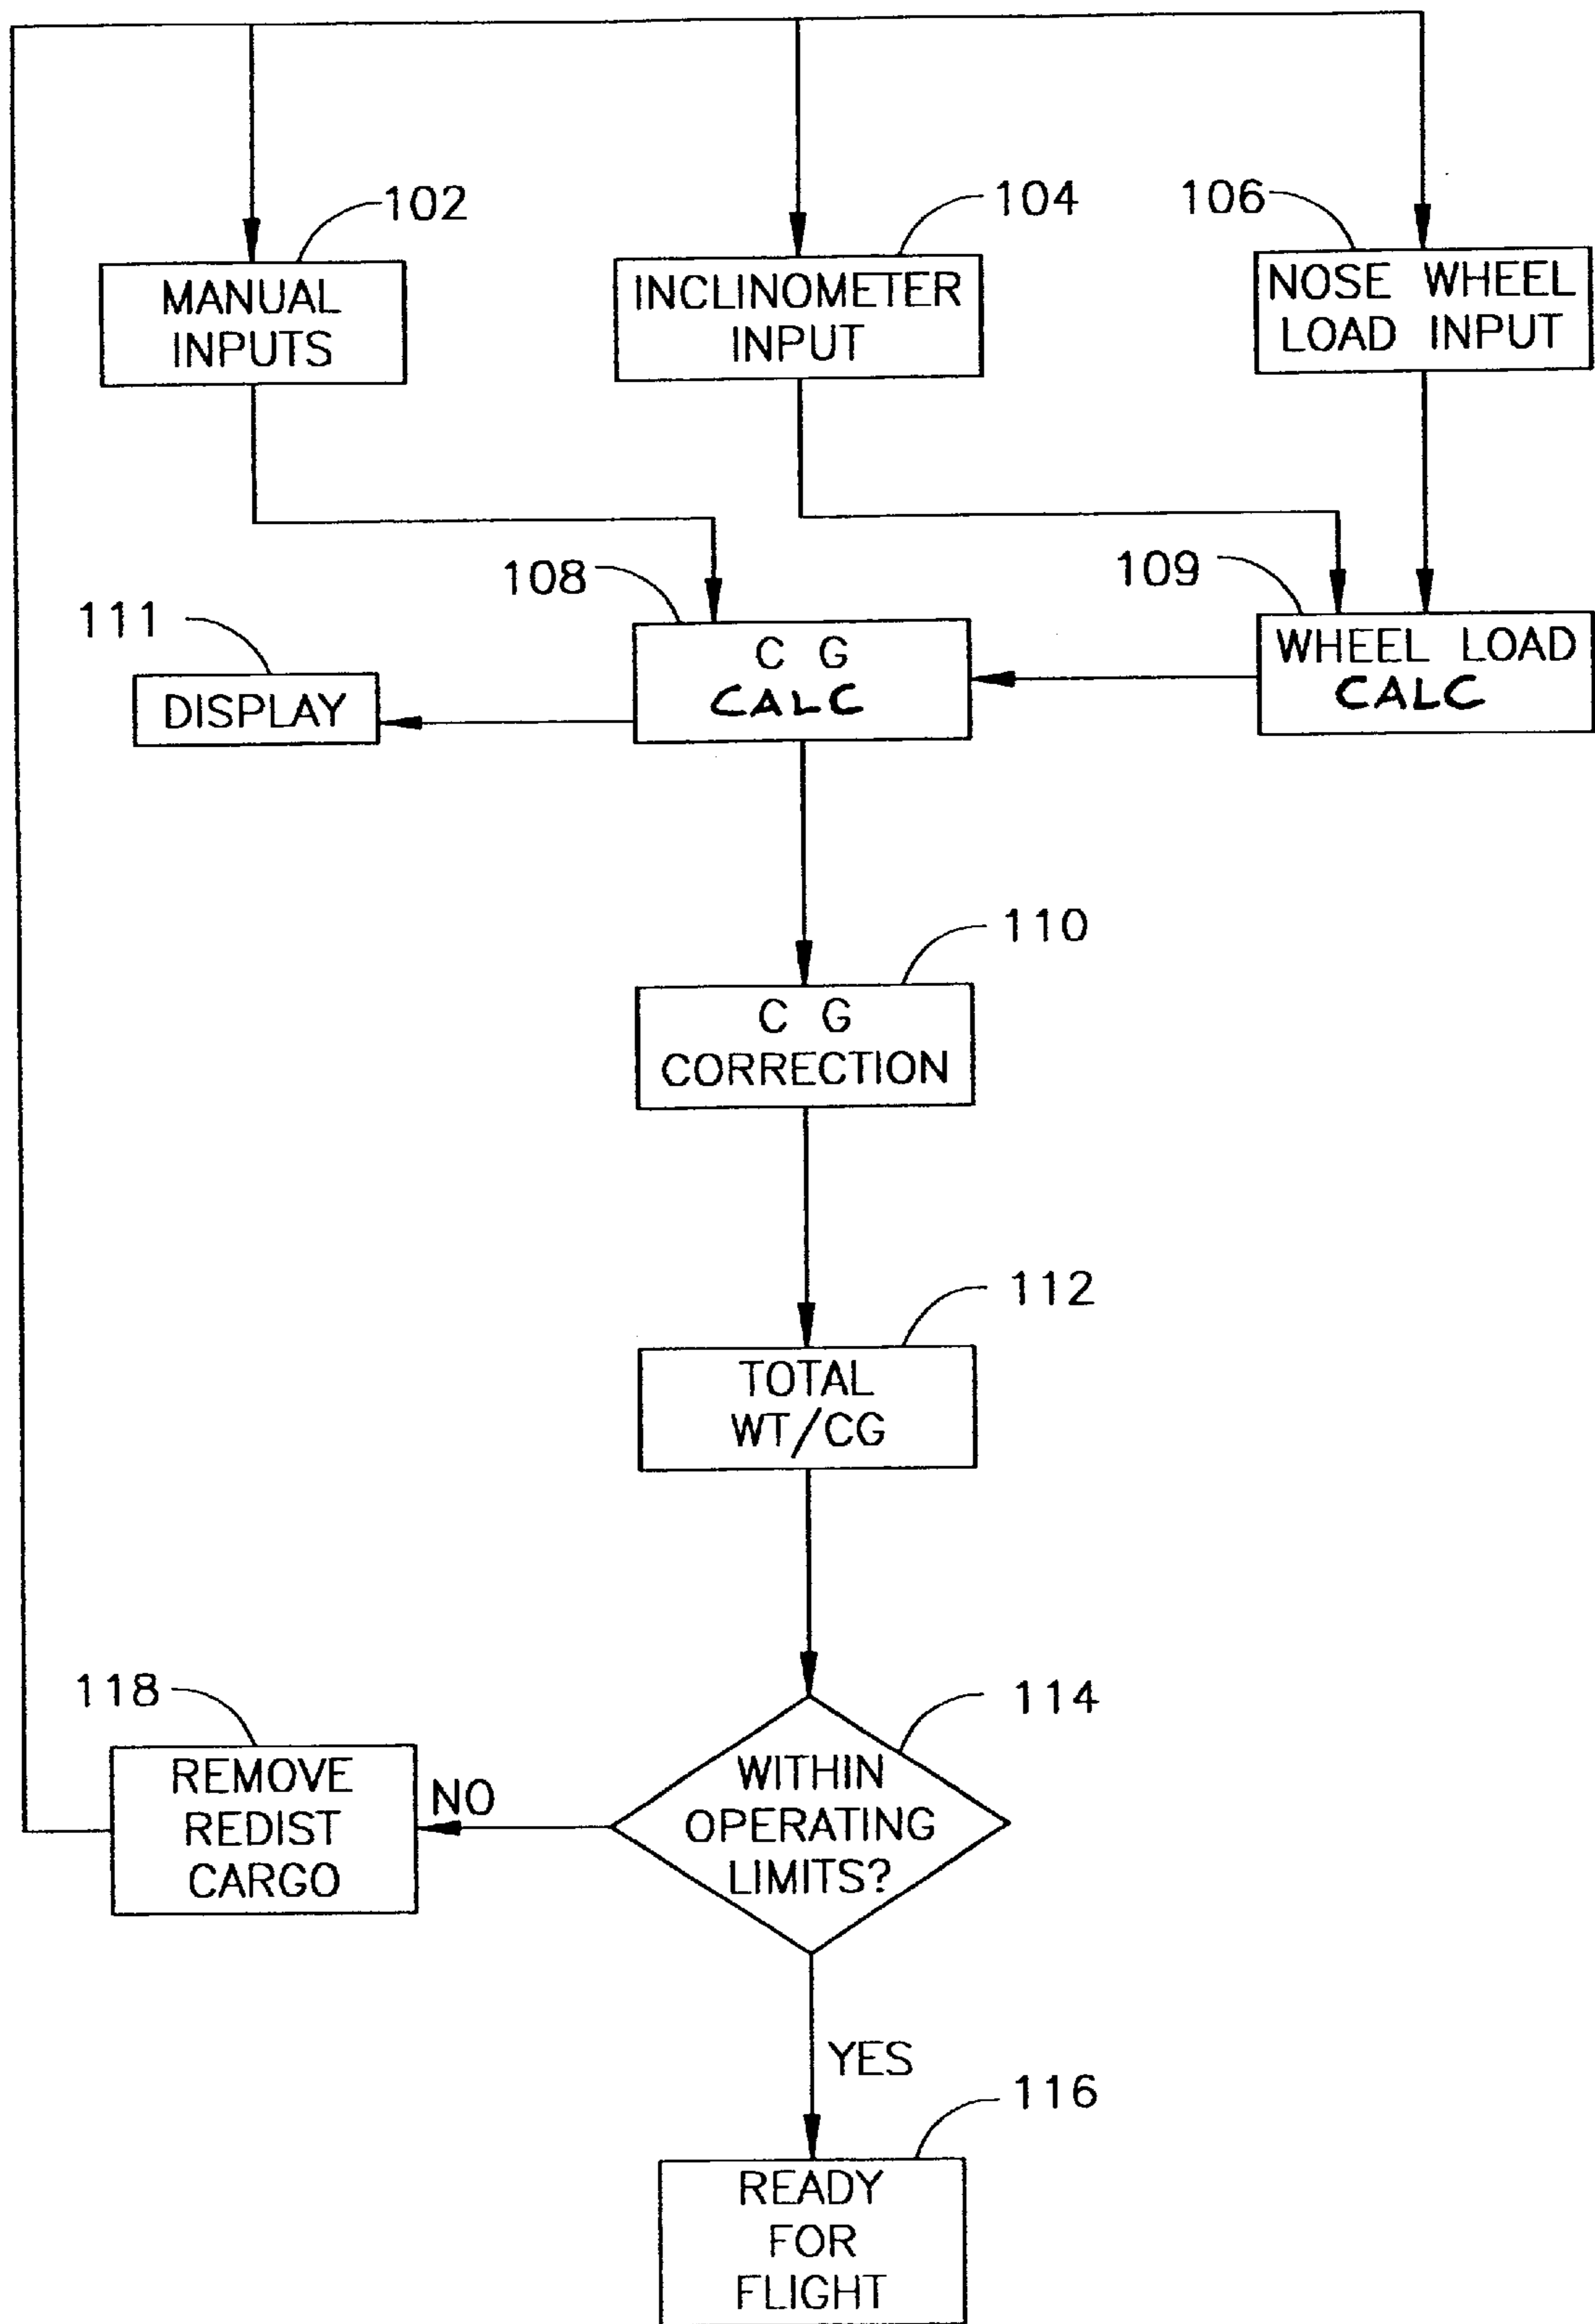 102
104
106
MANUAL
INPUTS
INCLINOMETER
INPUT
NOSE WHEEL
LOAD INPUT
108
109
111
C G
CALC
WHEEL LOAD
CALC
DISPLAY
110
C G
CORRECTION
112
TOTAL
WT/CG
118
114
REMOVE
REDIST
CARGO
NO
WITHIN
OPERATING
LIMITS?
YES
116
READY
FOR
FLIGHT